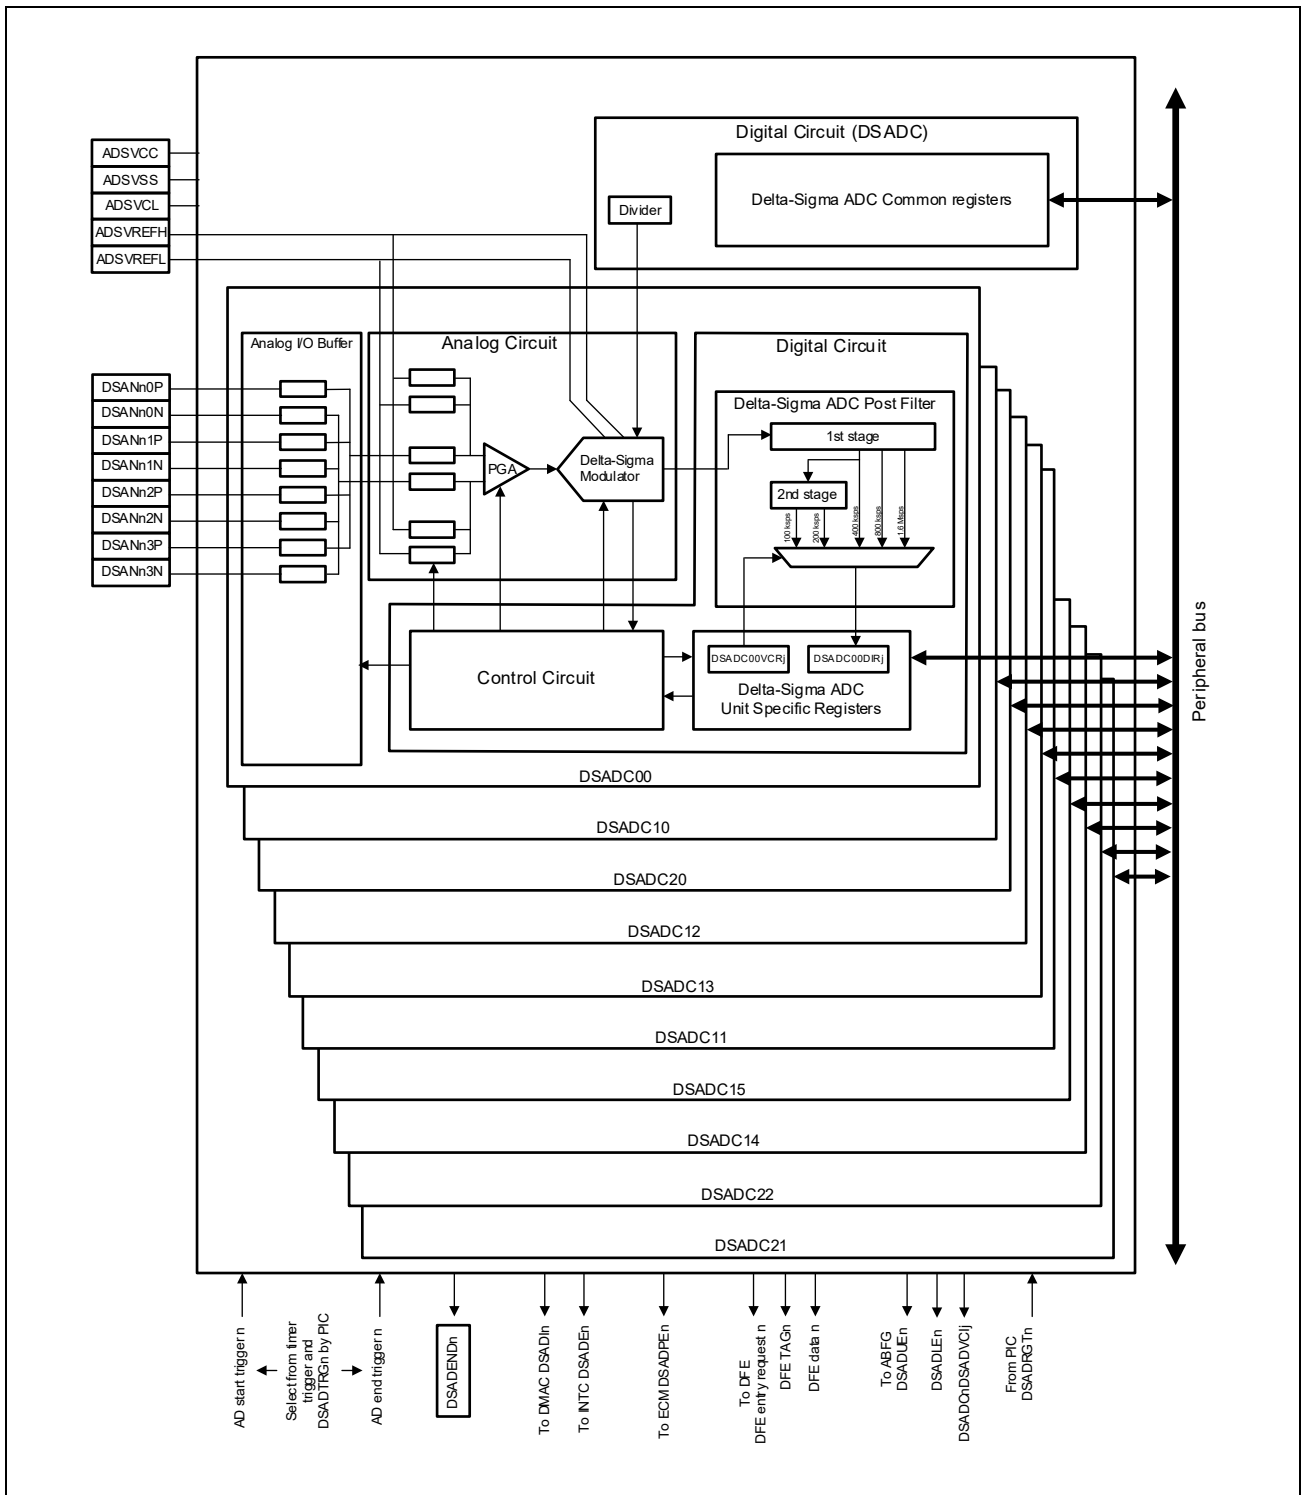 Digital Circuit (DSADC)
Delta-Sigma ADC Common registers
Divider
ADSVCC
ADSVSS
ADSVCL
ADSVREFH
ADSVREFL
Analog I/O Buffer
Analog Circuit
Digital Circuit
DSANn0P
DSANn0N
DSANn1P
DSANn1N
DSANn2P
DSANn2N
DSANn3P
DSANn3N
PGA
Delta-Sigma
Modulator
Delta-Sigma ADC Post Filter
1st stage
2nd stage
100 ksps
200 ksps
400 ksps
800 ksps
1.6 Msps
Control Circuit
DSADC00VCRj
DSADC00DIRj
Delta-Sigma ADC
Unit Specific Registers
Peripheral bus
DSADC00
DSADC10
DSADC20
DSADC12
DSADC13
DSADC11
DSADC15
DSADC14
DSADC22
DSADC21
AD start trigger n
Select from timer
trigger and
DSADTRGn by PIC
AD end trigger n
DSADENDn
To DMAC DSADIn
To INTC DSADEn
To ECM DSADPEn
To DFE
DFE entry request n
DFE TAGn
DFE data n
To ABFG
DSADUEn
DSADLEn
DSADCnDSADVCIj
From PIC
DSADRGTn